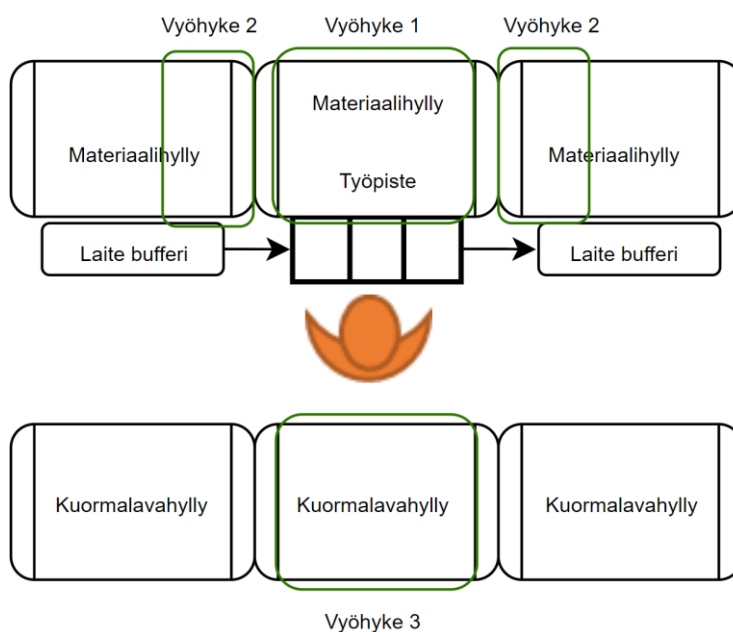 Vyöhyke 2
Vyöhyke 1
Vyöhyke 2
Materiaalihylly
Materiaalihylly
Materiaalihylly
Työpiste
Laite bufferi
Laite bufferi
Kuormalavahylly
Kuormalavahylly
Kuormalavahylly
Vyöhyke 3